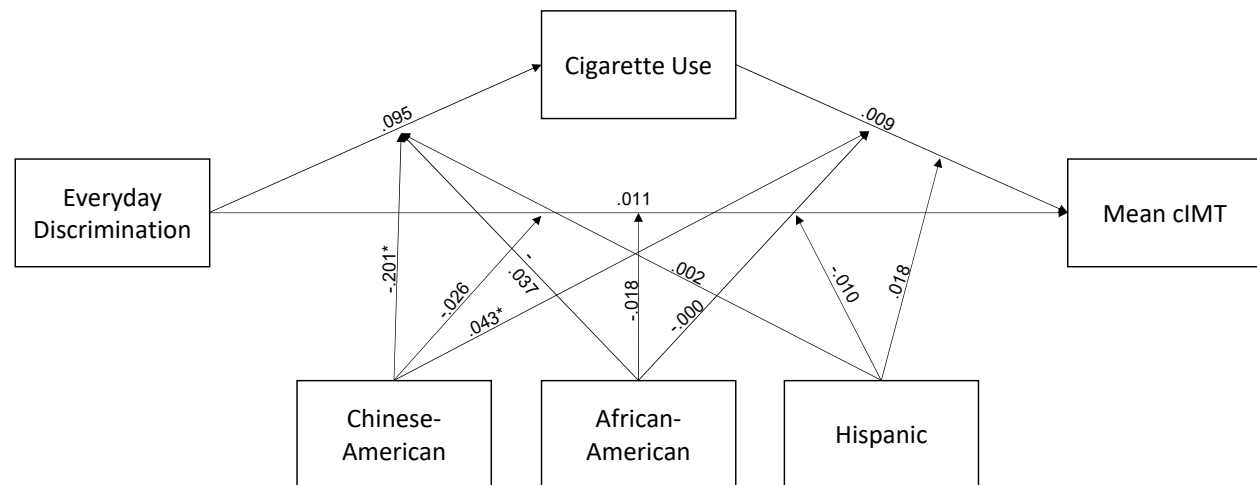 Cigarette Use
.095
.009
Everyday
Discrimination
.011
Mean cIMT
-.201*
-.026
.043*
-
.037
-.018
-.000
.002
-.010
.018
Chinese-
American
African-
American
Hispanic